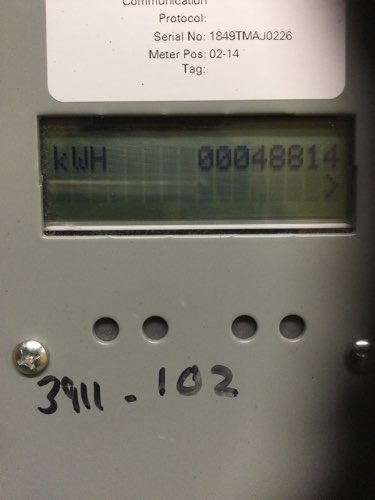 Communication
Protocol:
Serial No: 1849TMAJ0226
Meter Pos: 02-14
Tag:
kWH 00048814
>
3911 - 102